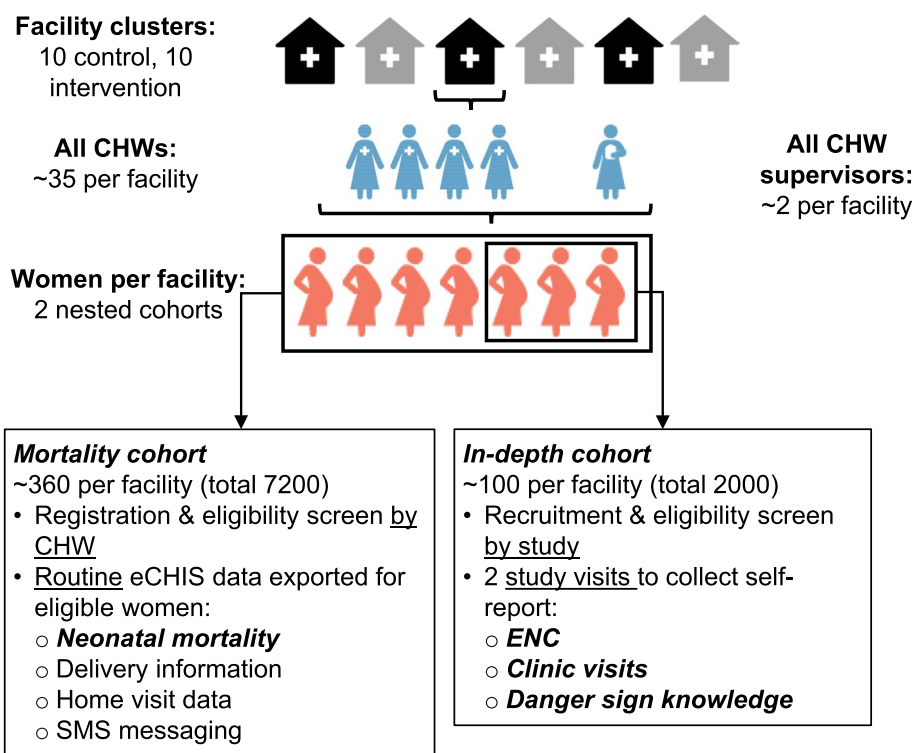 Facility clusters:
10 control, 10
intervention
All CHWs:
~35 per facility
All CHW
supervisors:
~2 per facility
Women per facility:
2 nested cohorts
Mortality cohort
~360 per facility (total 7200)
• Registration & eligibility screen by
CHW
• Routine eCHIS data exported for
eligible women:
o Neonatal mortality
o Delivery information
o Home visit data
o SMS messaging
In-depth cohort
~100 per facility (total 2000)
• Recruitment & eligibility screen
by study
• 2 study visits to collect self-
report:
o ENC
o Clinic visits
o Danger sign knowledge